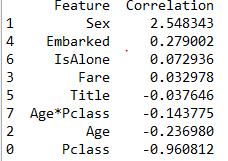 Feature Correlation
1 Sex 2.548343
4 Embarked 0.279002
6 IsAlone 0.072936
3 Fare 0.032978
5 Title -0.037646
7 Age*Pclass -0.143775
2 Age -0.236980
0 Pclass -0.960812